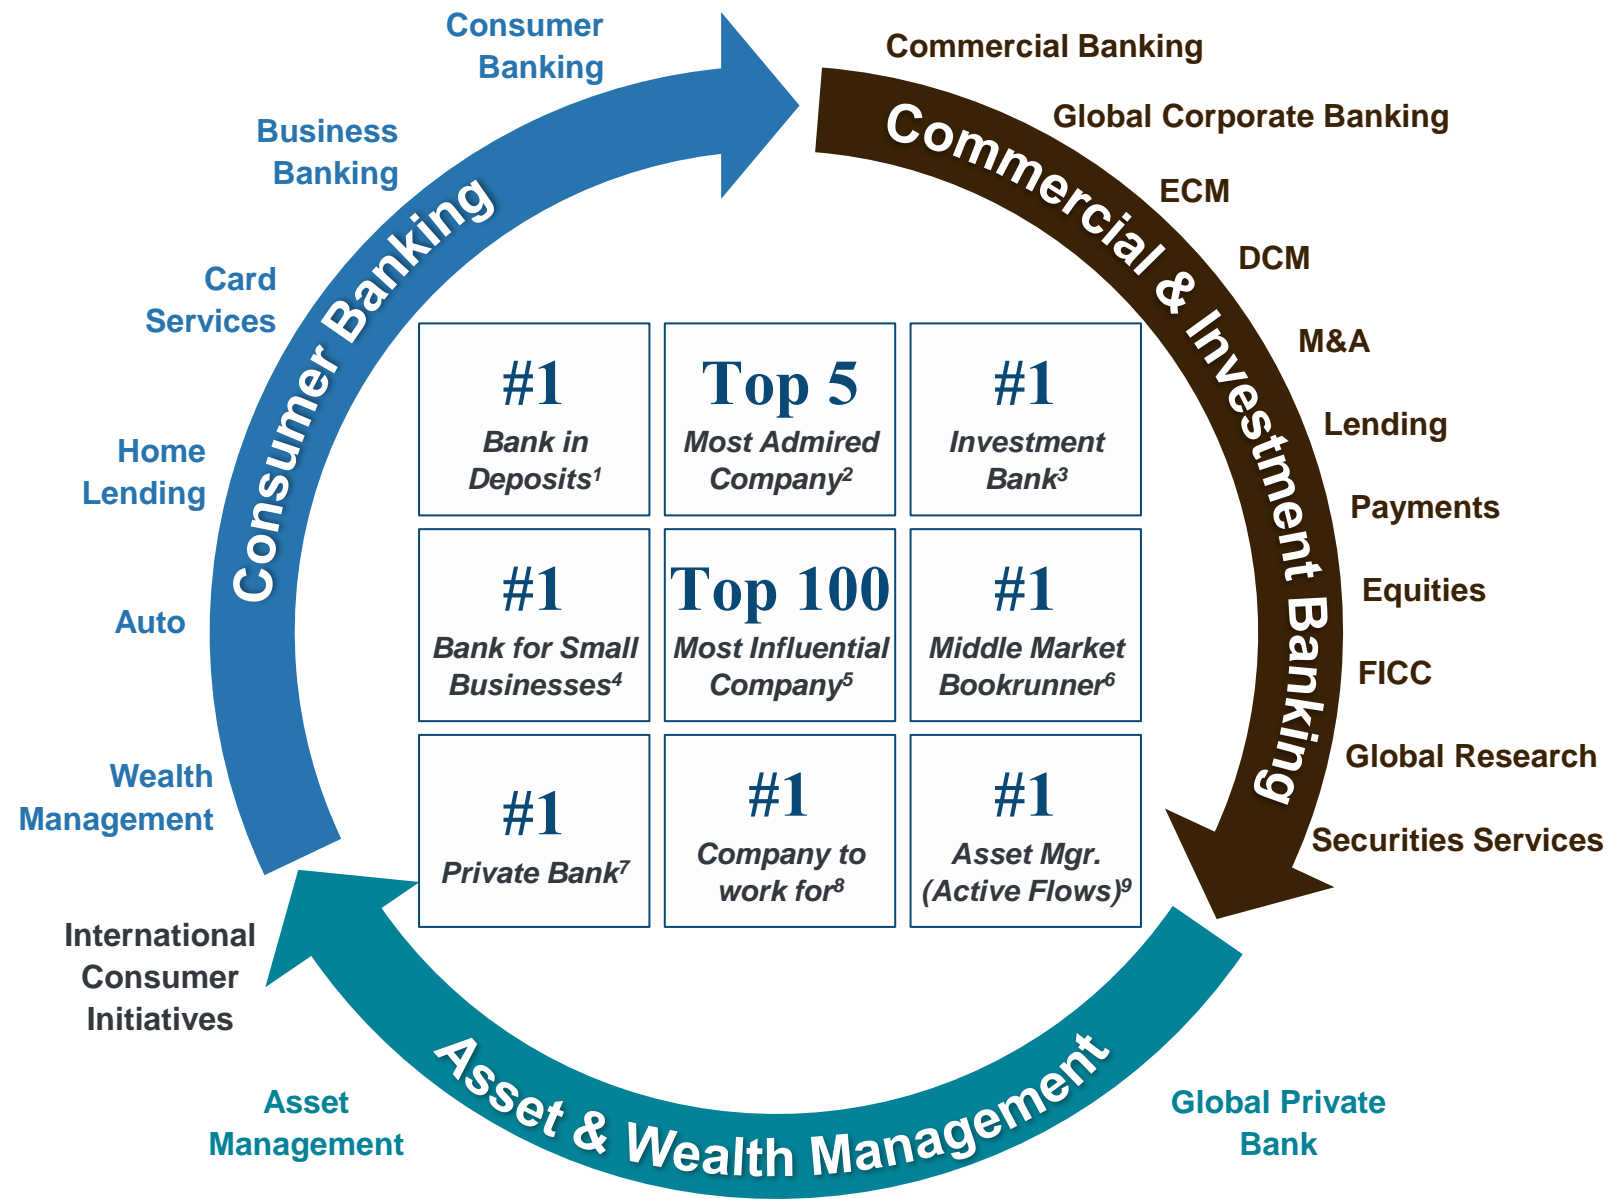 Consumer
Banking
Business
Banking
Card
Services
Home
Lending
Auto
Wealth
Management
International
Consumer
Initiatives
Consumer Banking
Commercial Banking
Global Corporate Banking
ECM
DCM
M&A
Lending
Payments
Equities
FICC
Global Research
Securities Services
Commercial & Investment Banking
#1
Bank in
Deposits¹
Top 5
Most Admired
Company²
#1
Investment
Bank³
#1
Bank for Small
Businesses⁴
Top 100
Most Influential
Company⁵
#1
Middle Market
Bookrunner⁶
#1
Private Bank⁷
#1
Company to
work for⁸
#1
Asset Mgr.
(Active Flows)⁹
Asset & Wealth Management
Asset
Management
Global Private
Bank